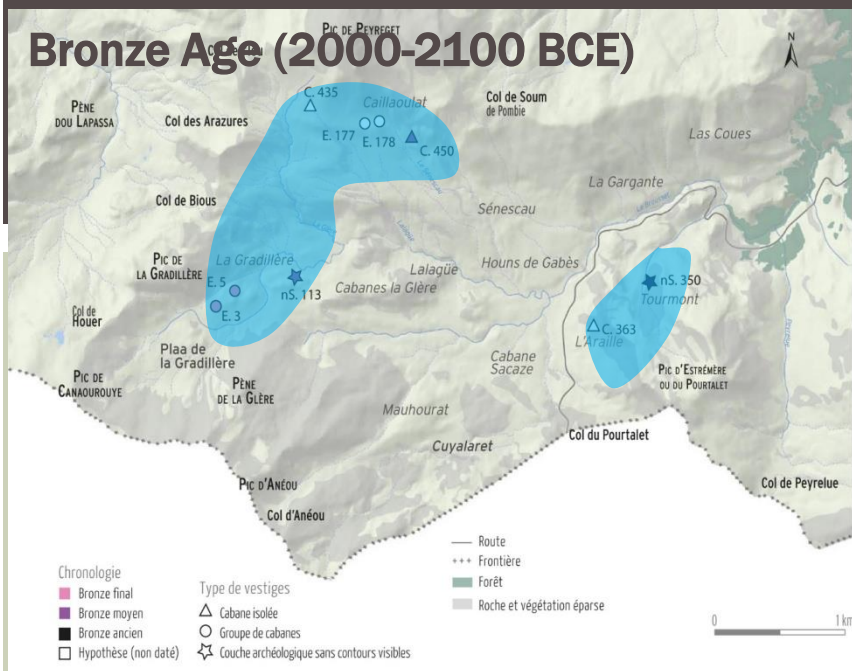 Bronze Age (2000-2100 BCE)
PIC DE PEYREGET
N
C. 435
Caillaoulat
Col de Soum
de Pombie
PÈNE
DOU LAPASSA
Col des Arazures
E. 177
E. 178
C. 450
Las Coues
La Gargante
Col de Bious
Sénescau
PIC DE
LA GRADILLÈRE
La Gradillère
Lalagüe
Houns de Gabès
E. 5
nS. 113
Cabanes la Glère
nS. 350
Tourmont
E. 3
Col de
Houer
C. 363
L'Araille
Plaa de
la Gradillère
Cabane
Sacaze
PIC D'ESTRÉMÈRE
OU DU POURTALET
PIC DE
CANAOUROUYE
PÈNE
DE LA GLÈRE
Mauhourat
Cuyalaret
Col du Pourtalet
PIC D'ANÉOU
Col d'Anéou
Col de Peyrelue
Chronologie
Bronze final
Bronze moyen
Bronze ancien
Hypothèse (non daté)
Type de vestiges
Cabane isolée
Groupe de cabanes
Couche archéologique sans contours visibles
Route
Frontière
Forêt
Roche et végétation éparse
0 1 km